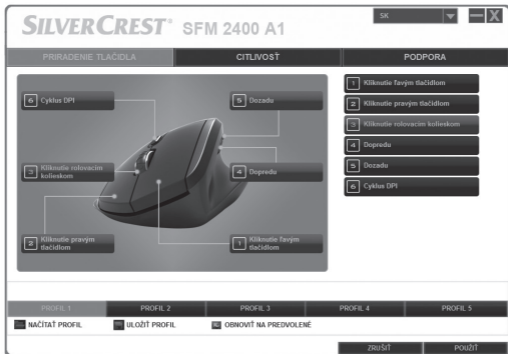 SILVERCREST® SFM 2400 A1
SK
PRIRADENIE TLAČIDLA
CITLIVOSŤ
PODPORA
6 Cyklus DPI
5 Dozadu
3 Kliknutie rolovacím
kolieskom
4 Dopredu
2 Kliknutie pravým
tlačidlom
1 Kliknutie ľavým
tlačidlom
1 Kliknutie ľavým tlačidlom
2 Kliknutie pravým tlačidlom
3 Kliknutie rolovacím kolieskom
4 Dopredu
5 Dozadu
6 Cyklus DPI
PROFIL 1
PROFIL 2
PROFIL 3
PROFIL 4
PROFIL 5
NAČÍTAŤ PROFIL
ULOŽIŤ PROFIL
OBNOVIŤ NA PREDVOLENÉ
ZRUŠIŤ
POUŽIŤ